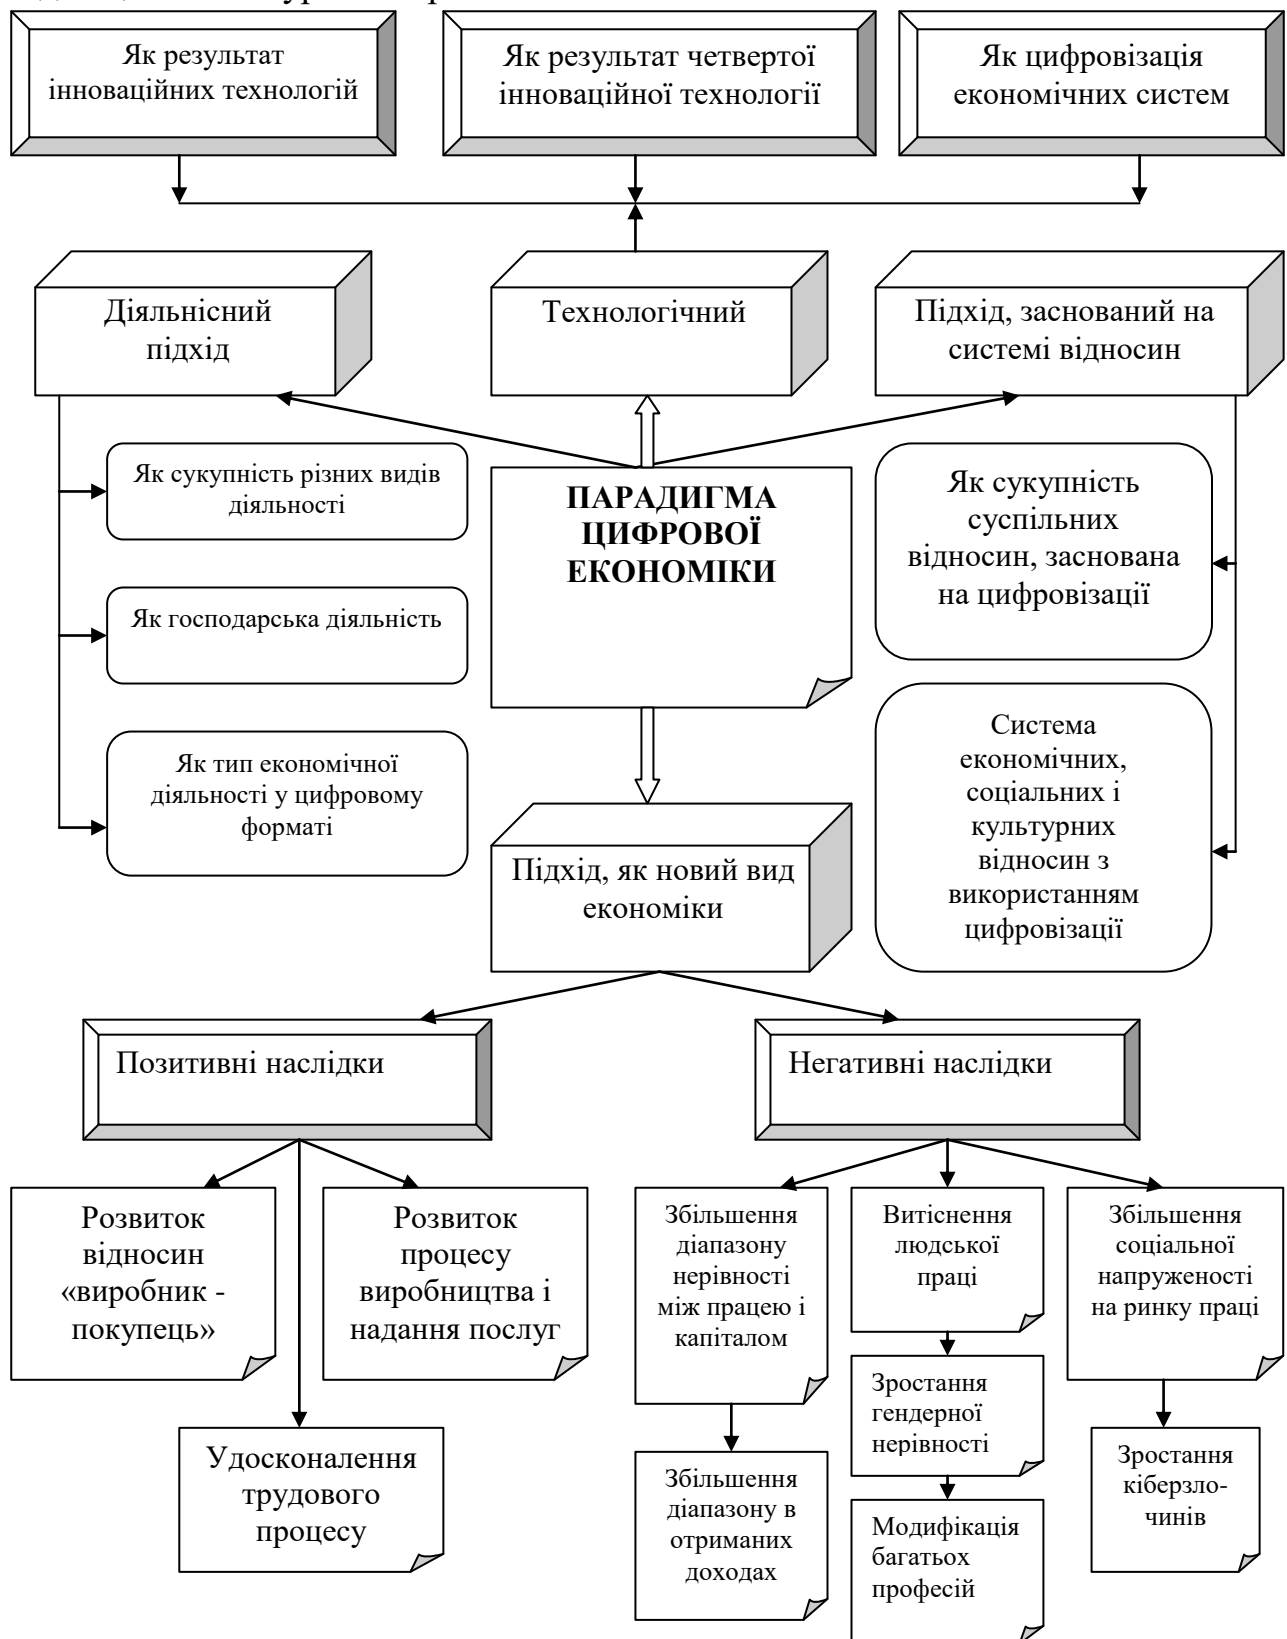 Як результат
інноваційних технологій
Як результат четвертої
інноваційної технології
Як цифровізація
економічних систем
Діяльнісний
підхід
Технологічний
Підхід, заснований на
системі відносин
Як сукупність різних видів
діяльності
Як господарська діяльність
Як тип економічної
діяльності у цифровому
форматі
ПАРАДИГМА
ЦИФРОВОЇ
ЕКОНОМІКИ
Як сукупність
суспільних
відносин, заснована
на цифровізації
Система
економічних,
соціальних і
культурних
відносин з
використанням
цифровізації
Підхід, як новий вид
економіки
Позитивні наслідки
Негативні наслідки
Розвиток
відносин
«виробник -
покупець»
Розвиток
процесу
виробництва і
надання послуг
Удосконалення
трудового
процесу
Збільшення
діапазону
нерівності
між працею і
капіталом
Витіснення
людської
праці
Збільшення
соціальної
напруженості
на ринку праці
Зростання
гендерної
нерівності
Збільшення
діапазону в
отриманих
доходах
Модифікація
багатьох
професій
Зростання
кіберзло-
чинів